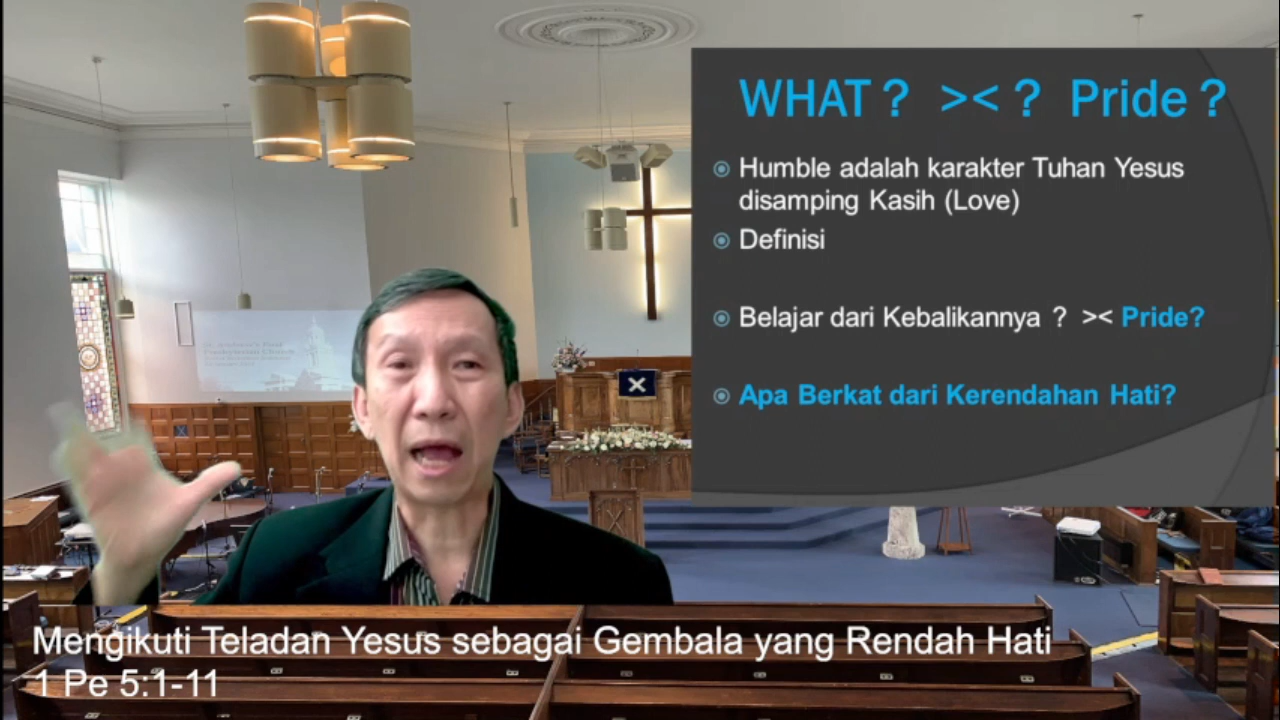 WHAT ? >< ? Pride ?
Humble adalah karakter Tuhan Yesus
disamping Kasih (Love)
Definisi
Belajar dari Kebalikannya ? >< Pride?
Apa Berkat dari Kerendahan Hati?
Mengikuti Teladan Yesus sebagai Gembala yang Rendah Hati
1 Pe 5:1-11